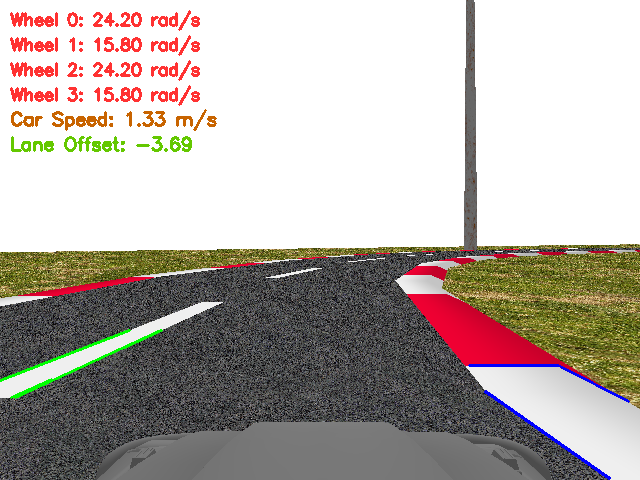 Wheel 0: 24.20 rad/s
Wheel 1: 15.80 rad/s
Wheel 2: 24.20 rad/s
Wheel 3: 15.80 rad/s
Car Speed: 1.33 m/s
Lane Offset: -3.69